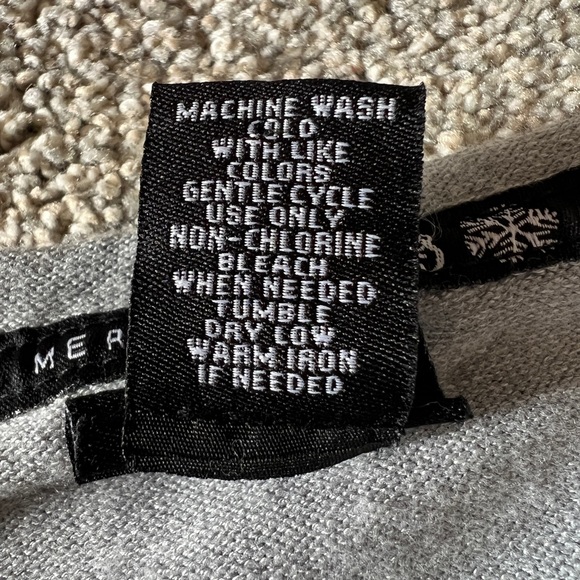 MACHINE WASH
COLD
WITH LIKE
COLORS
GENTLE CYCLE
USE ONLY
NON-CHLORINE
BLEACH
WHEN NEEDED
TUMBLE
DRY LOW
WARM IRON
IF NEEDED
MER